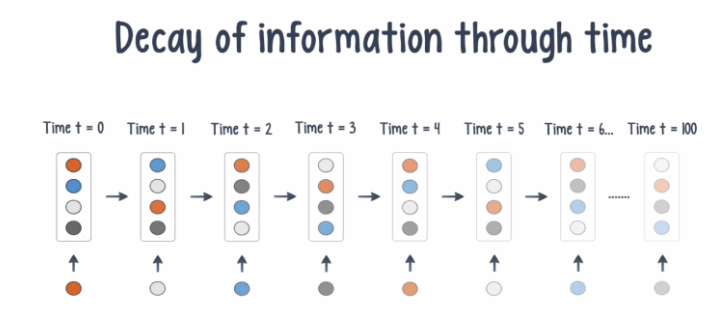 Decay of information through time
Time t = 0 Time t = 1 Time t = 2 Time t = 3 Time t = 4 Time t = 5 Time t = 6... Time t = 100